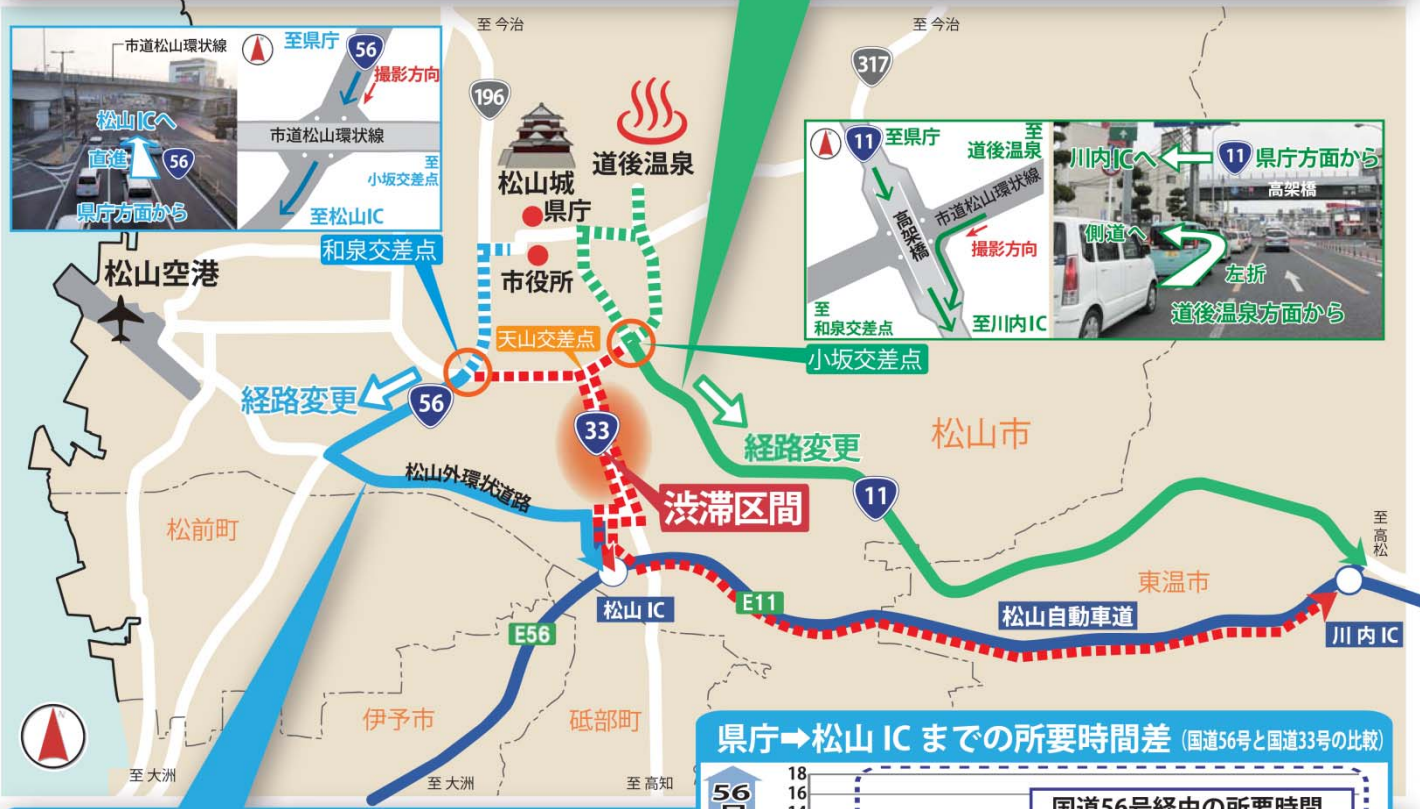 至 今治
至 今治
市道松山環状線
至県庁
56
撮影方向
松山ICへ
直進
56
県庁方面から
市道松山環状線
至
小坂交差点
至松山IC
196
317
松山城
道後温泉
県庁
市役所
11
至県庁
至
道後温泉
市道松山環状線
高架橋
撮影方向
至
和泉交差点
至川内IC
川内ICへ
11
県庁方面から
高架橋
側道へ
左折
道後温泉方面から
和泉交差点
松山空港
天山交差点
小坂交差点
経路変更
56
33
経路変更
松山市
松山外環状道路
渋滞区間
11
松前町
至
高松
東温市
松山IC
E11
松山自動車道
川内IC
E56
伊予市
砥部町
N
至 大洲
至 大洲
至 高知
県庁➡松山 IC までの所要時間差(国道56号と国道33号の比較)
56
18
16
国道56号経由の所要時間